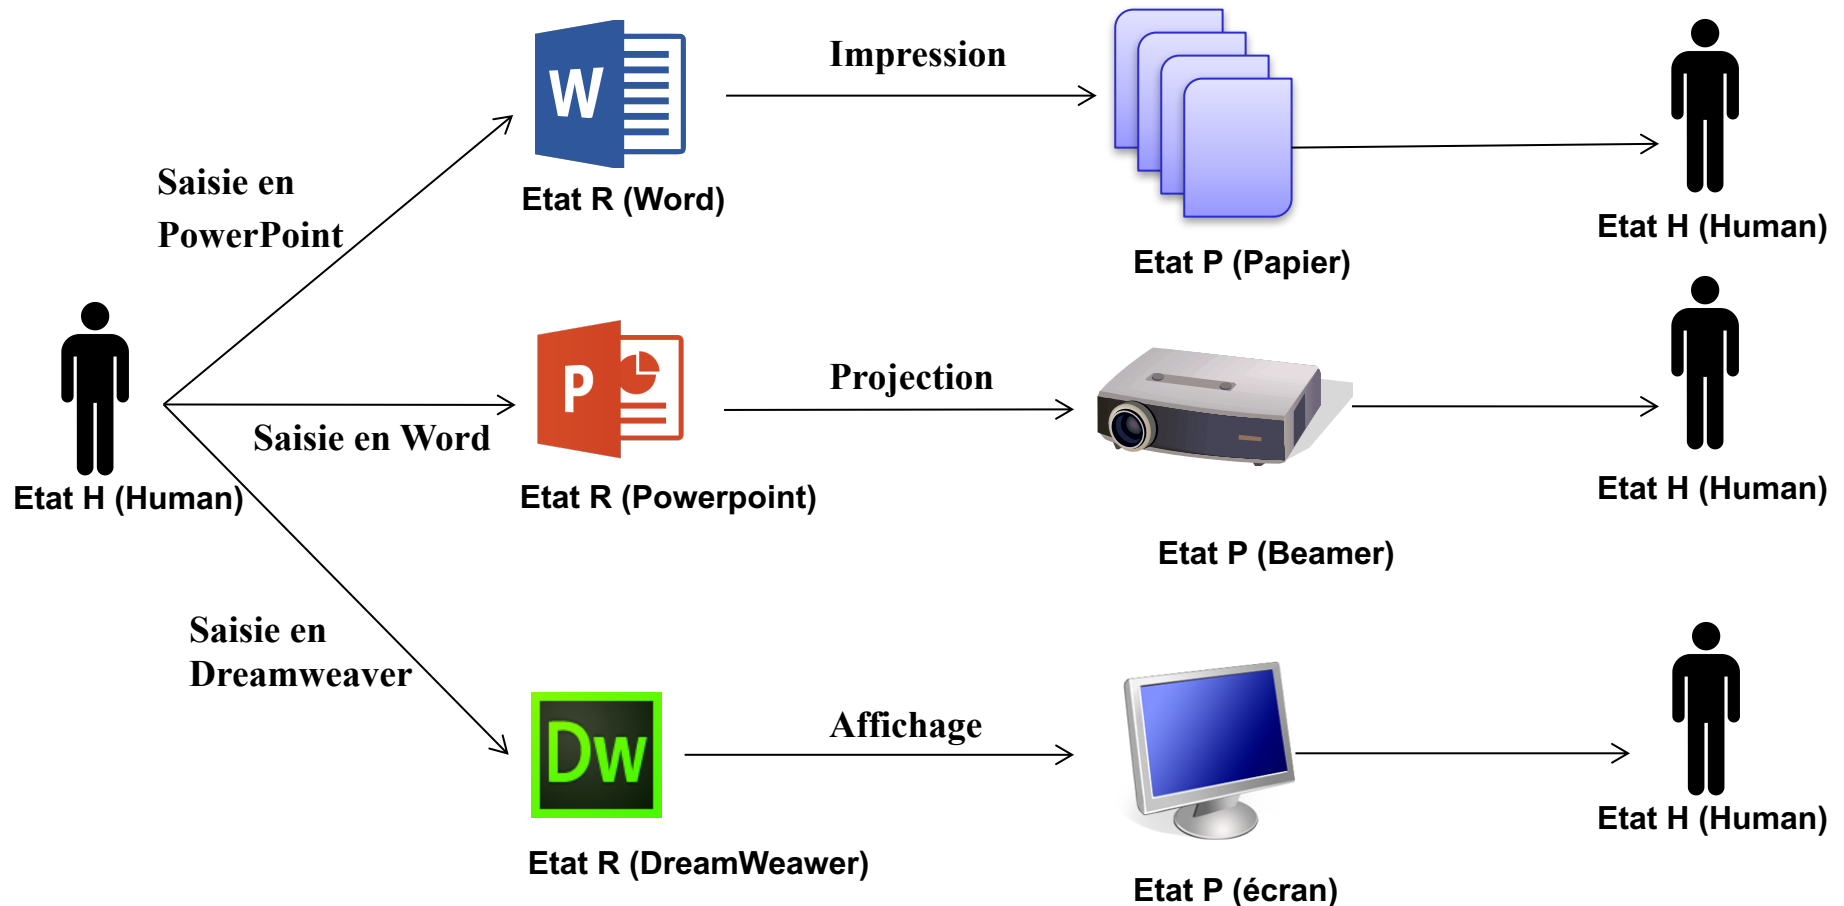 W
Impression
Saisie en
PowerPoint
Etat R (Word)
Etat P (Papier)
Etat H (Human)
P
Projection
Saisie en Word
Etat H (Human)
Etat R (Powerpoint)
Etat P (Beamer)
Etat H (Human)
Saisie en
Dreamweaver
Dw
Affichage
Etat R (DreamWeawer)
Etat P (écran)
Etat H (Human)